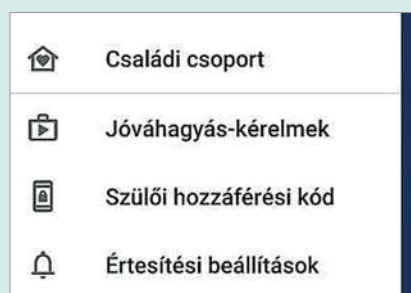 Családi csoport
Jóváhagyás-kérelmek
Szülői hozzáférési kód
Értesítési beállítások